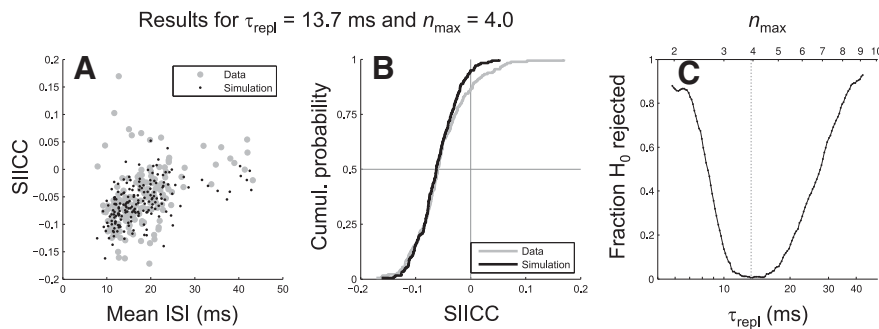 Results for τrepl = 13.7 ms and nmax = 4.0
A
Data
Simulation
SIICC
0.2
0.15
0.1
0.05
0
−0.05
−0.1
−0.15
−0.2
0 10 20 30 40 50
Mean ISI (ms)
B
Cumul. probability
1
0.75
0.5
0.25
0
Data
Simulation
−0.2 −0.1 0 0.1 0.2
SIICC
nmax
2 3 4 5 6 7 8 9 10
C
Fraction H0 rejected
1
0.8
0.6
0.4
0.2
0
10 20 30 40
τrepl (ms)